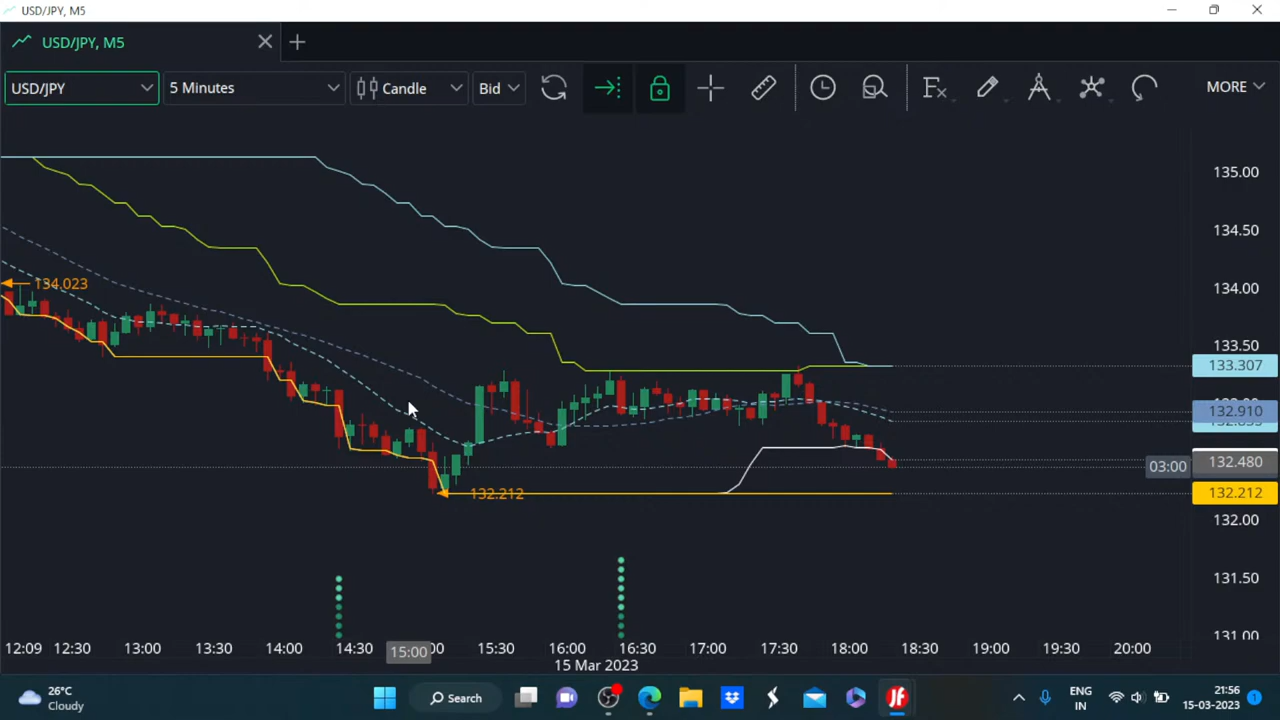 USD/JPY, M5
USD/JPY, M5
USD/JPY
5 Minutes
Candle
Bid
MORE
135.00
134.50
134.00
133.50
133.307
132.910
132.480
03:00
132.212
132.00
131.50
131.00
134.023
132.212
12:09 12:30 13:00 13:30 14:00 14:30 15:00 15:30 16:00 16:30 17:00 17:30 18:00 18:30 19:00 19:30 20:00
15 Mar 2023
26°C
Cloudy
Search
ENG
IN
21:56
15-03-2023
1